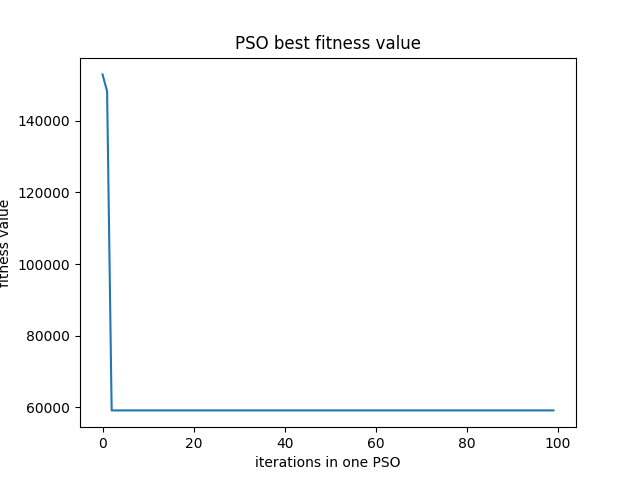 PSO best fitness value
140000
120000
100000
80000
60000
fitness value
0 20 40 60 80 100
iterations in one PSO